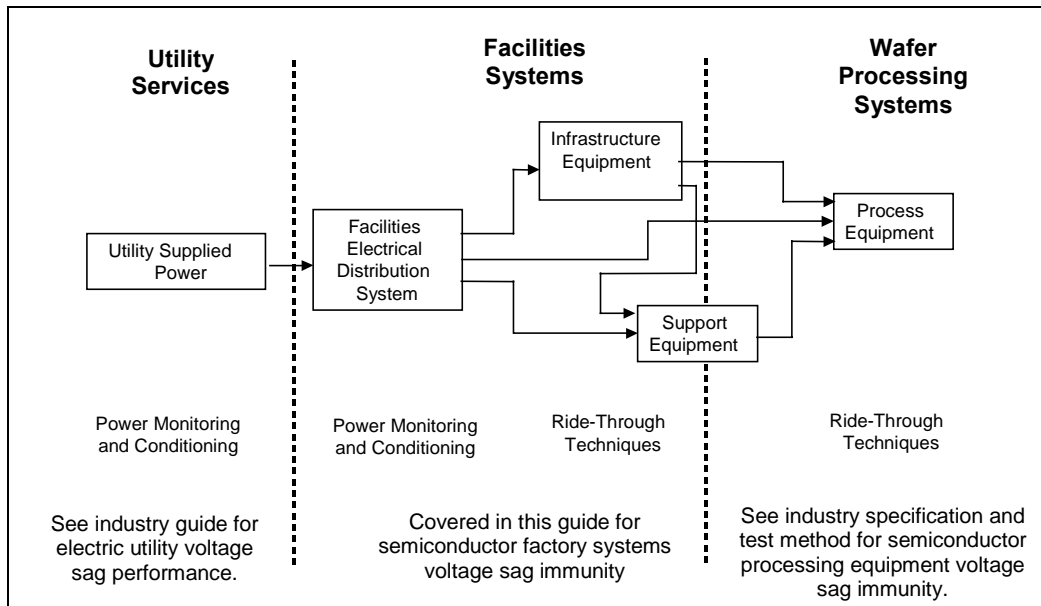 Utility
Services
Facilities
Systems
Wafer
Processing
Systems
Infrastructure
Equipment
Process
Equipment
Facilities
Electrical
Distribution
System
Utility Supplied
Power
Support
Equipment
Power Monitoring
and Conditioning
Power Monitoring
and Conditioning
Ride-Through
Techniques
Ride-Through
Techniques
See industry guide for
electric utility voltage
sag performance.
Covered in this guide for
semiconductor factory systems
voltage sag immunity
See industry specification and
test method for semiconductor
processing equipment voltage
sag immunity.